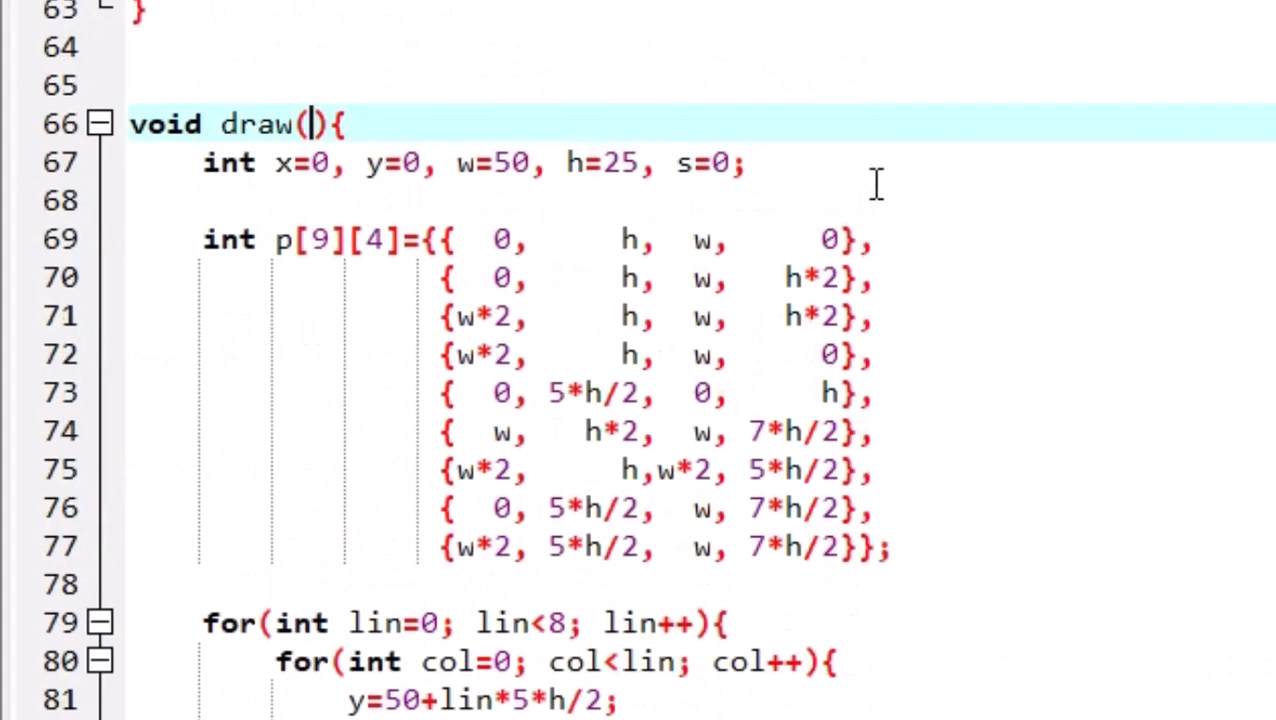 63 }
64
65
66 void draw(){
67     int x=0, y=0, w=50, h=25, s=0;
68
69     int p[9][4]={{  0,     h,  w,     0},
70                  {  0,     h,  w,   h*2},
71                  {w*2,     h,  w,   h*2},
72                  {w*2,     h,  w,     0},
73                  {  0, 5*h/2,  0,     h},
74                  {  w,   h*2,  w, 7*h/2},
75                  {w*2,     h,w*2, 5*h/2},
76                  {  0, 5*h/2,  w, 7*h/2},
77                  {w*2, 5*h/2,  w, 7*h/2}};
78
79     for(int lin=0; lin<8; lin++){
80         for(int col=0; col<lin; col++){
81             y=50+lin*5*h/2;